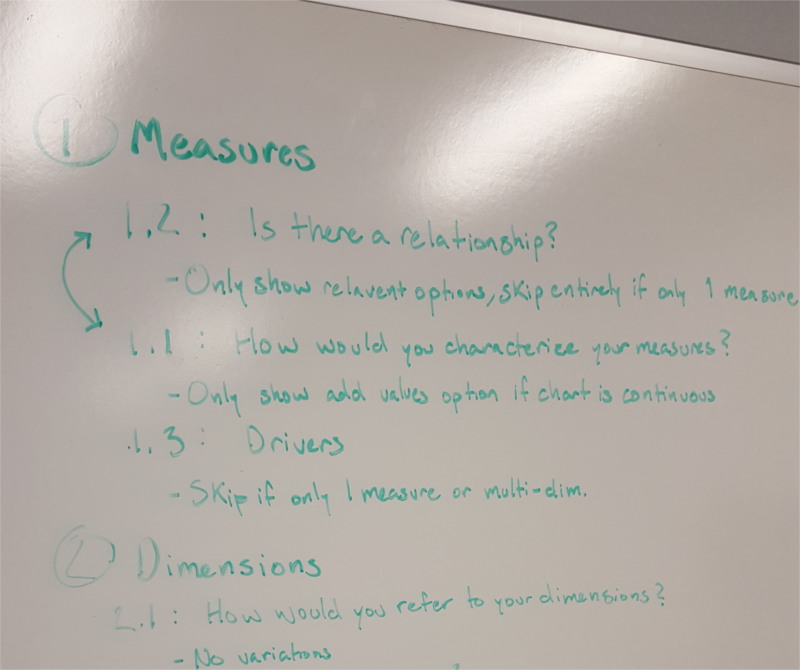 1 Measures
1.2 : Is there a relationship?
- Only show relavent options, skip entirely if only 1 measure
1.1 : How would you characterize your measures?
- Only show add values option if chart is continuous
1.3 : Drivers
- Skip if only 1 measure or multi-dim.
2 Dimensions
2.1 : How would you refer to your dimensions?
- No variations